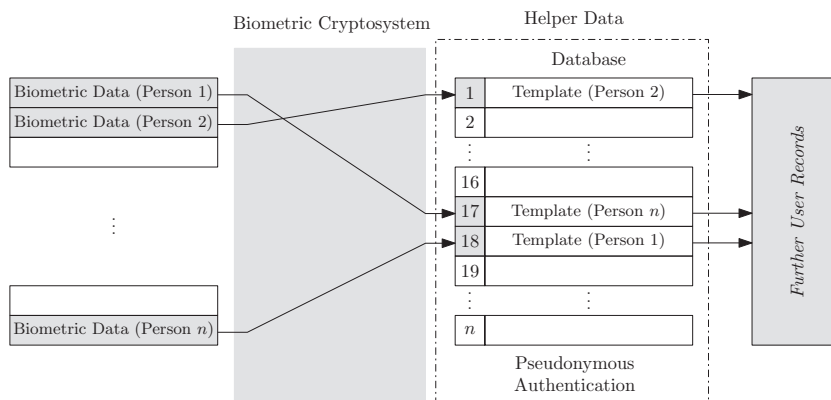 Biometric Cryptosystem
Helper Data
Database
Biometric Data (Person 1)
Biometric Data (Person 2)
⋮
Biometric Data (Person n)
1 Template (Person 2)
2
⋮ ⋮
16
17 Template (Person n)
18 Template (Person 1)
19
⋮ ⋮
n
Pseudonymous
Authentication
Further User Records